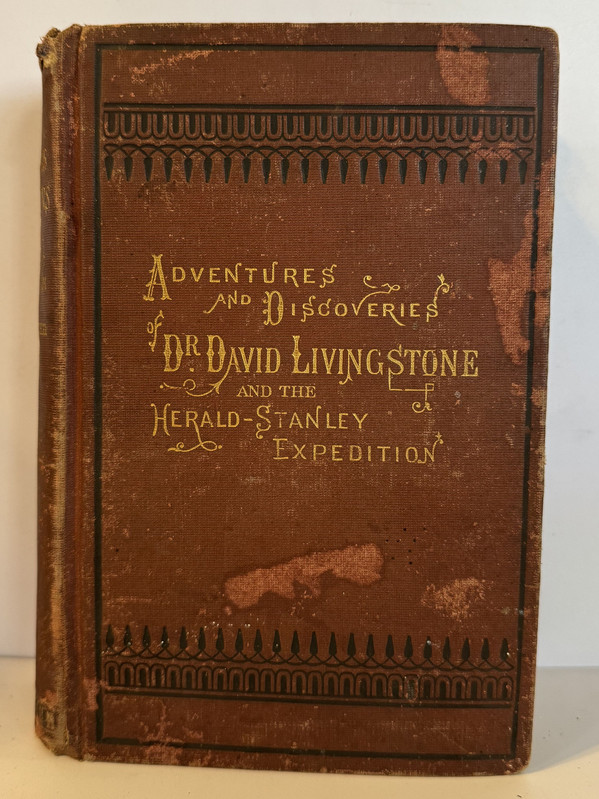 ADVENTURES
AND DISCOVERIES
of
DR. DAVID LIVINGSTONE
AND THE
HERALD-STANLEY
EXPEDITION